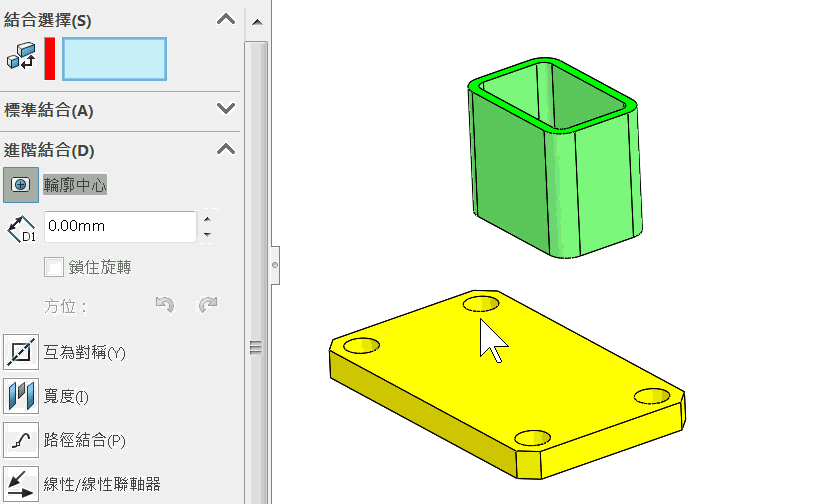 結合選擇(S)
標準結合(A)
進階結合(D)
輪廓中心
D1
0.00mm
鎖住旋轉
方位：
互為對稱(Y)
寬度(I)
路徑結合(P)
線性/線性聯軸器